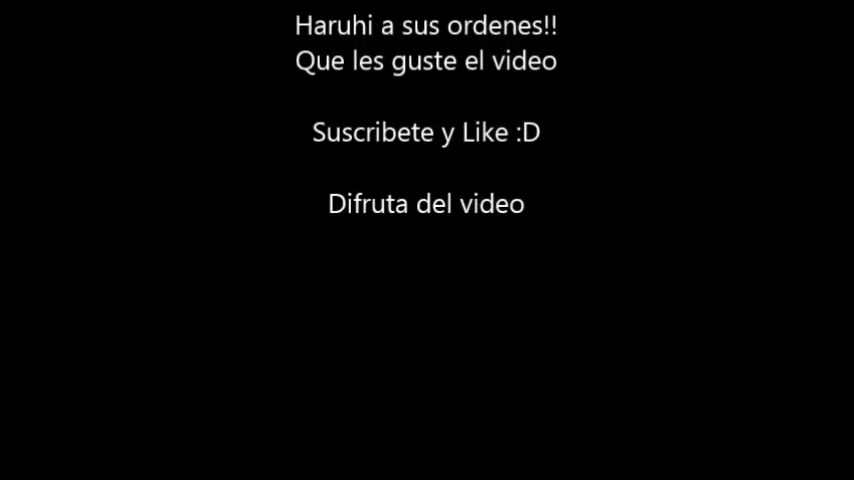 Haruhi a sus ordenes!!
Que les guste el video
Suscribete y Like :D
Difruta del video